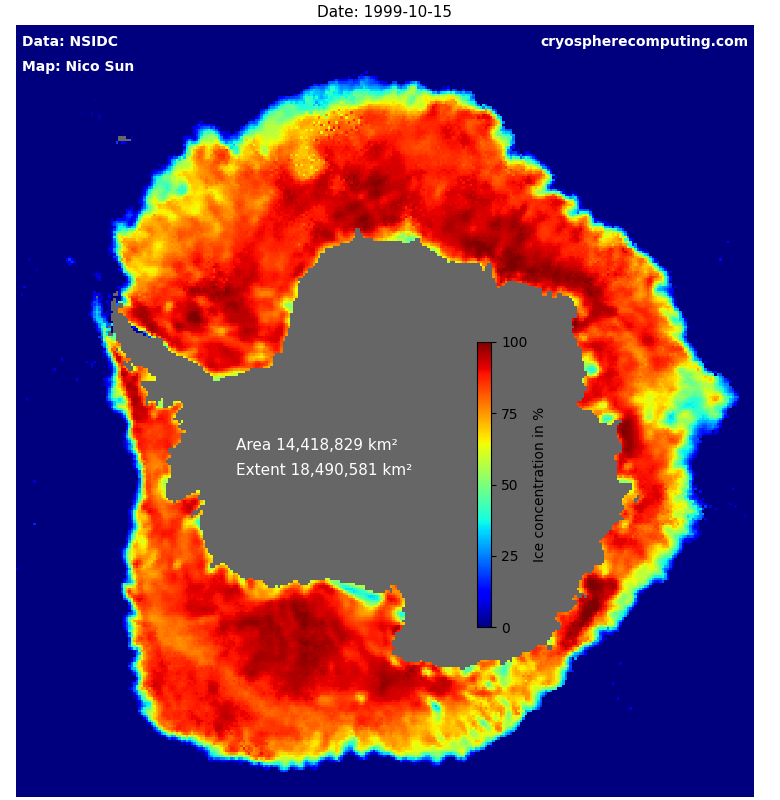 Date: 1999-10-15
Data: NSIDC
cryospherecomputing.com
Map: Nico Sun
100
75
50
25
0
Ice concentration in %
Area 14,418,829 km²
Extent 18,490,581 km²